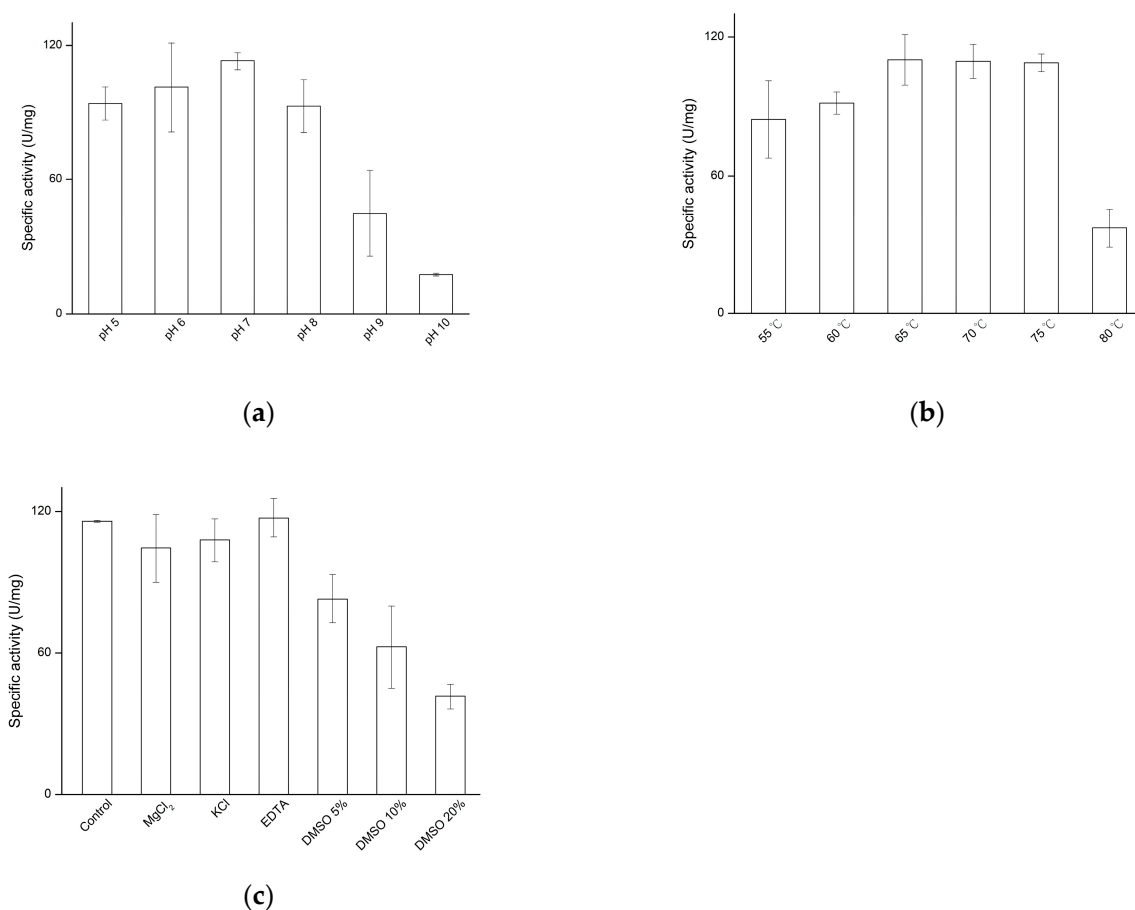 120
60
0
Specific activity (U/mg)
pH 5
pH 6
pH 7
pH 8
pH 9
pH 10
(a)
120
60
0
Specific activity (U/mg)
55 ℃
60 ℃
65 ℃
70 ℃
75 ℃
80 ℃
(b)
120
60
0
Specific activity (U/mg)
Control
MgCl₂
KCl
EDTA
DMSO 5%
DMSO 10%
DMSO 20%
(c)